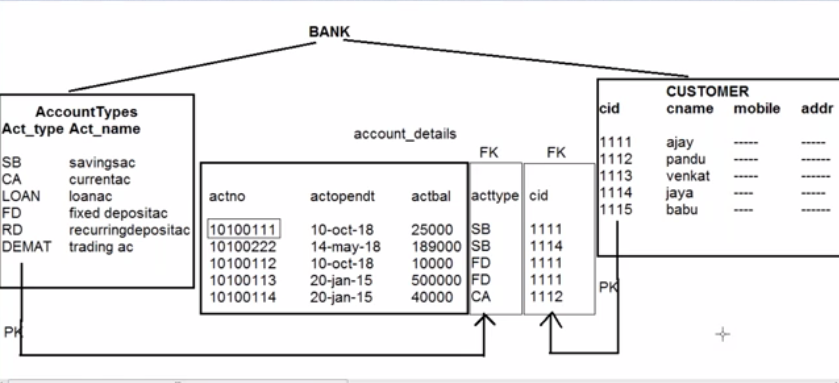 BANK
AccountTypes
Act_type Act_name
SB savingsac
CA currentac
LOAN loanac
FD fixed depositac
RD recurringdepositac
DEMAT trading ac
PK
account_details
FK FK
actno actopendt actbal acttype cid
10100111 10-oct-18 25000 SB 1111
10100222 14-may-18 189000 SB 1114
10100112 10-oct-18 10000 FD 1111
10100113 20-jan-15 500000 FD 1111
10100114 20-jan-15 40000 CA 1112
CUSTOMER
cid cname mobile addr
1111 ajay ----- -----
1112 pandu ----- -----
1113 venkat ----- -----
1114 jaya ---- -----
1115 babu ---- -----
PK